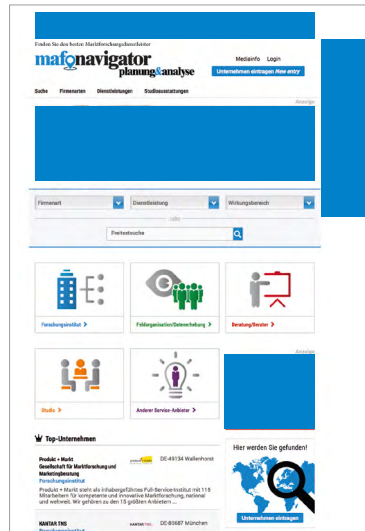 Finden Sie den besten Marktforschungsdienstleister
mafonavigator
planung&analyse
Mediainfo Login
Unternehmen eintragen New entry
Suche Firmenarten Dienstleistungen Studioausstattungen
Anzeige
Firmenart Dienstleistung Wirkungsbereich
oder
Freitextsuche
Forschungsinstitut > Feldorganisation/Datenerhebung > Beratung/Berater >
Anzeige
Studio > Anderer Service-Anbieter >
Top-Unternehmen
Hier werden Sie gefunden!
Produkt + Markt
Gesellschaft für Marktforschung und
Marketingberatung
Forschungsinstitut
DE-49134 Wallenhorst
Produkt + Markt steht als inhabergeführtes Full-Service-Institut mit 115
Mitarbeitern für kompetente und innovative Marktforschung, national
und weltweit. Wir gehören zu den 15 größten Anbietern ...
Unternehmen eintragen
KANTAR TNS
KANTAR TNS.
DE-80687 München
Forschungsinstitut